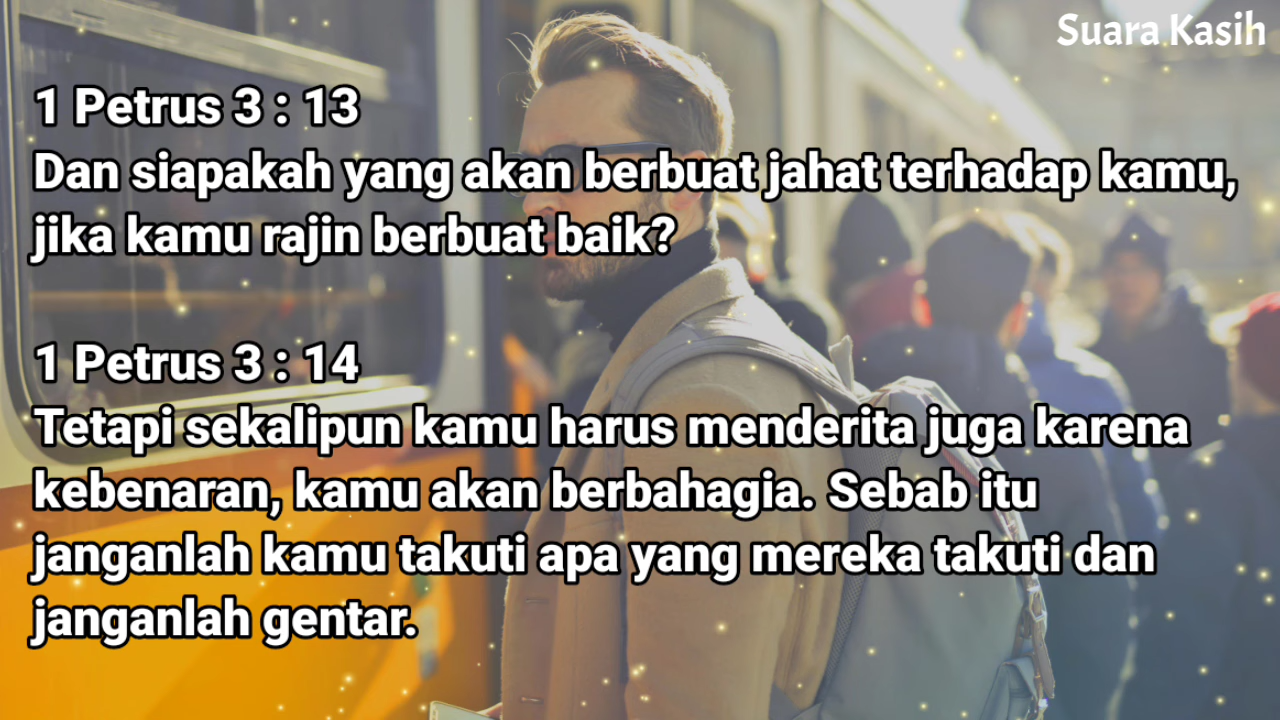 Suara Kasih
1 Petrus 3 : 13
Dan siapakah yang akan berbuat jahat terhadap kamu,
jika kamu rajin berbuat baik?
1 Petrus 3 : 14
Tetapi sekalipun kamu harus menderita juga karena
kebenaran, kamu akan berbahagia. Sebab itu
janganlah kamu takuti apa yang mereka takuti dan
janganlah gentar.